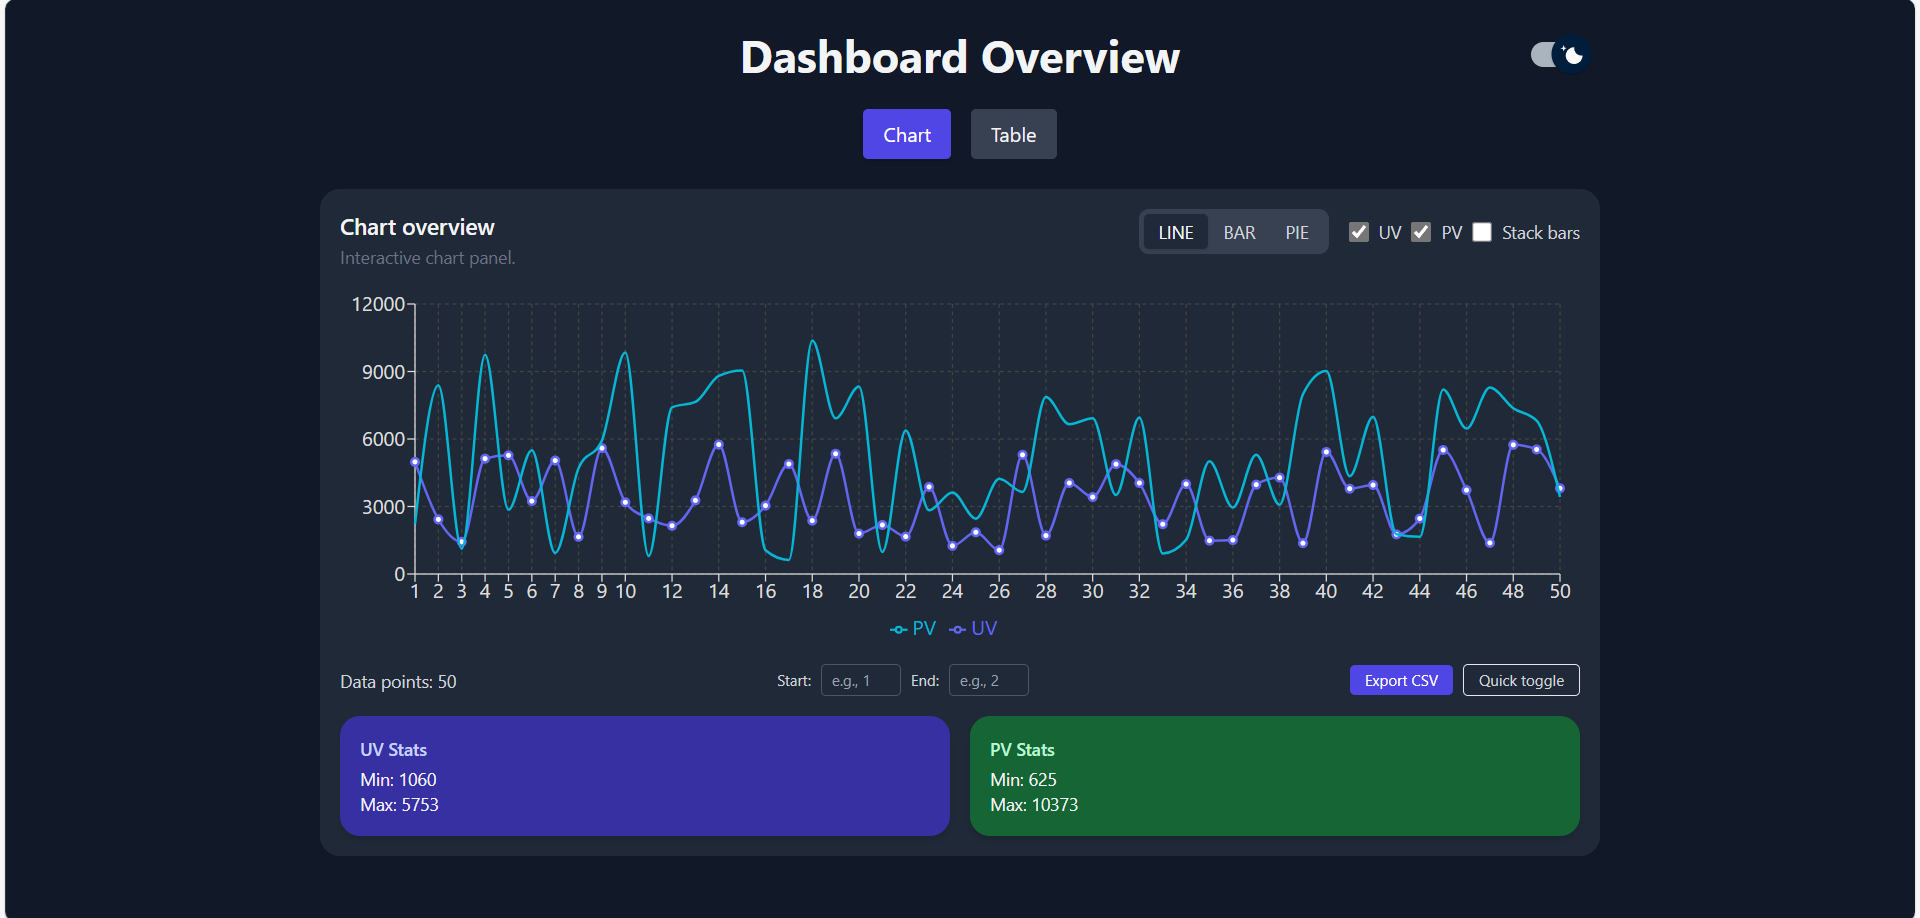 Dashboard Overview
Chart Table
Chart overview
Interactive chart panel.
LINE BAR PIE UV PV Stack bars
12000
9000
6000
3000
0
1 2 3 4 5 6 7 8 9 10 12 14 16 18 20 22 24 26 28 30 32 34 36 38 40 42 44 46 48 50
PV UV
Data points: 50 Start: e.g., 1 End: e.g., 2 Export CSV Quick toggle
UV Stats
Min: 1060
Max: 5753
PV Stats
Min: 625
Max: 10373